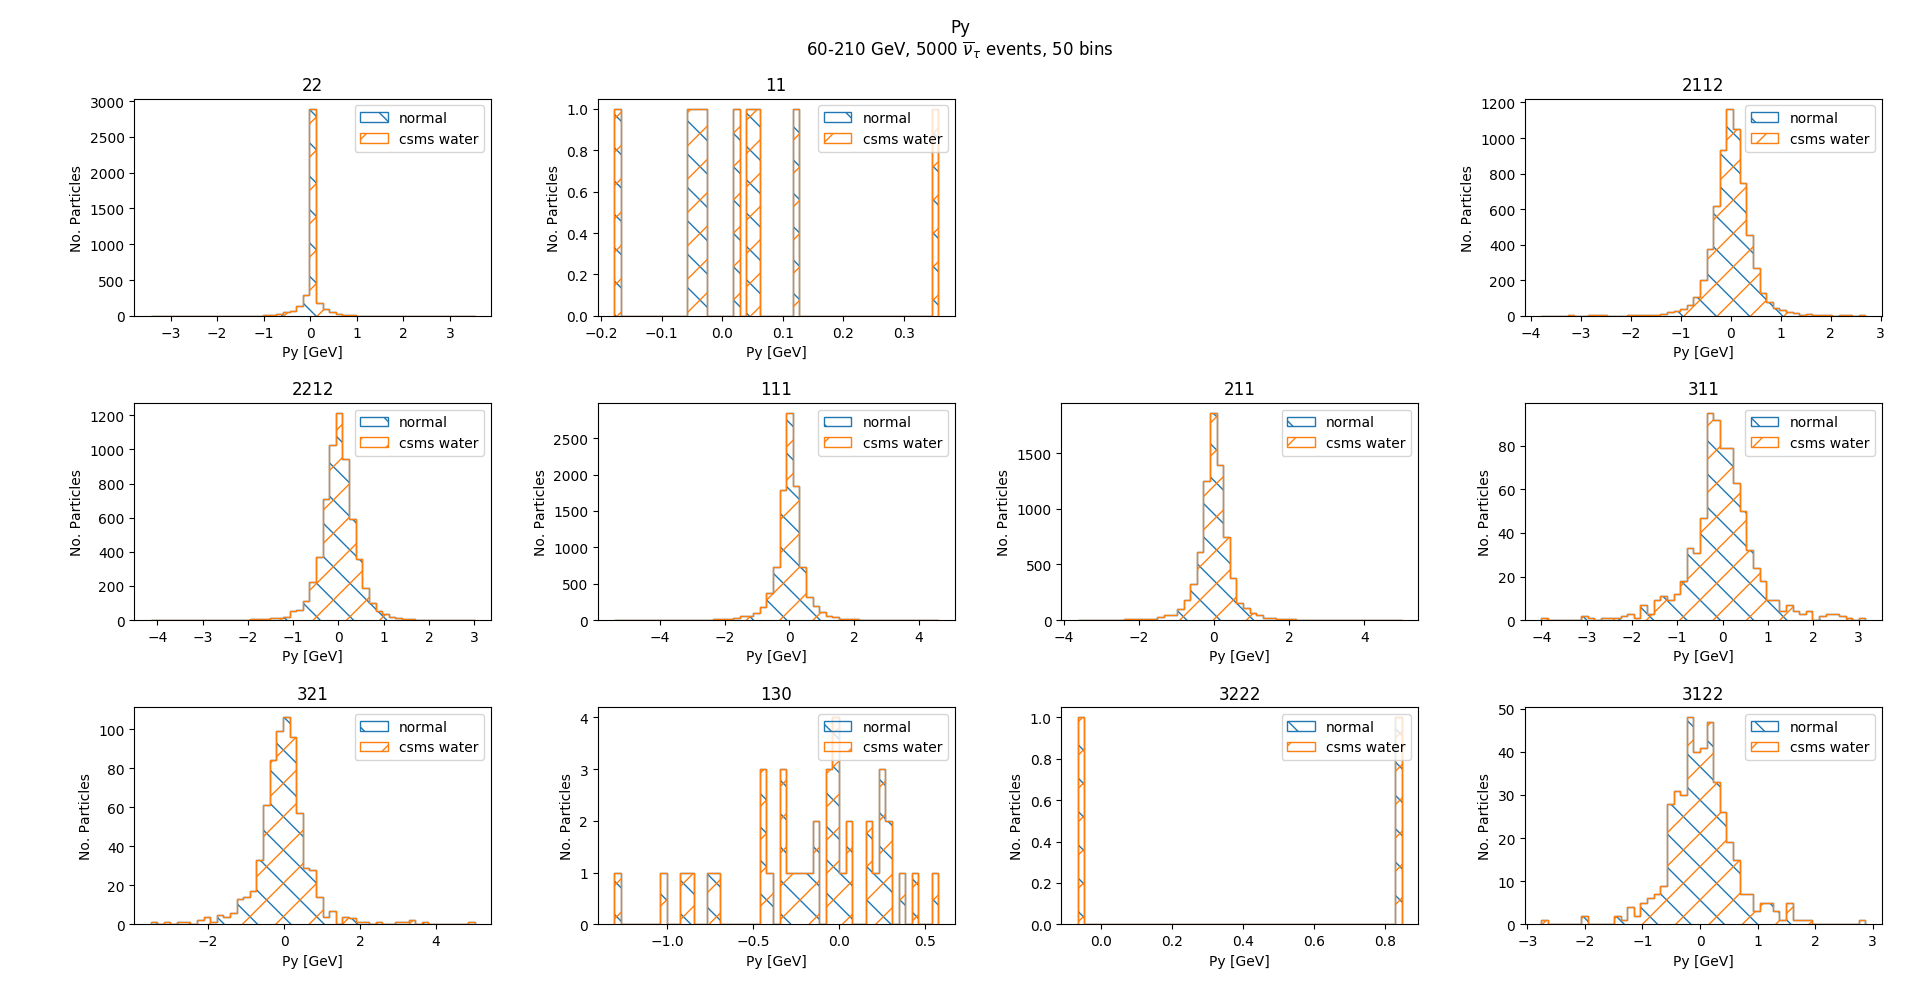 Py
60-210 GeV, 5000 ν̅τ events, 50 bins
22
No. Particles
3000
2500
2000
1500
1000
500
0
normal
csms water
−3 −2 −1 0 1 2 3
Py [GeV]
11
No. Particles
1.0
0.8
0.6
0.4
0.2
0.0
normal
csms water
−0.2 −0.1 0.0 0.1 0.2 0.3
Py [GeV]
2112
No. Particles
1200
1000
800
600
400
200
0
normal
csms water
−4 −3 −2 −1 0 1 2 3
Py [GeV]
2212
No. Particles
1200
1000
800
600
400
200
0
normal
csms water
−4 −3 −2 −1 0 1 2 3
Py [GeV]
111
No. Particles
2500
2000
1500
1000
500
0
normal
csms water
−4 −2 0 2 4
Py [GeV]
211
No. Particles
1500
1000
500
0
normal
csms water
−4 −2 0 2 4
Py [GeV]
311
No. Particles
80
60
40
20
0
normal
csms water
−4 −3 −2 −1 0 1 2 3
Py [GeV]
321
No. Particles
100
80
60
40
20
0
normal
csms water
−2 0 2 4
Py [GeV]
130
No. Particles
4
3
2
1
0
normal
csms water
−1.0 −0.5 0.0 0.5
Py [GeV]
3222
No. Particles
1.0
0.8
0.6
0.4
0.2
0.0
normal
csms water
0.0 0.2 0.4 0.6 0.8
Py [GeV]
3122
No. Particles
50
40
30
20
10
0
normal
csms water
−3 −2 −1 0 1 2 3
Py [GeV]